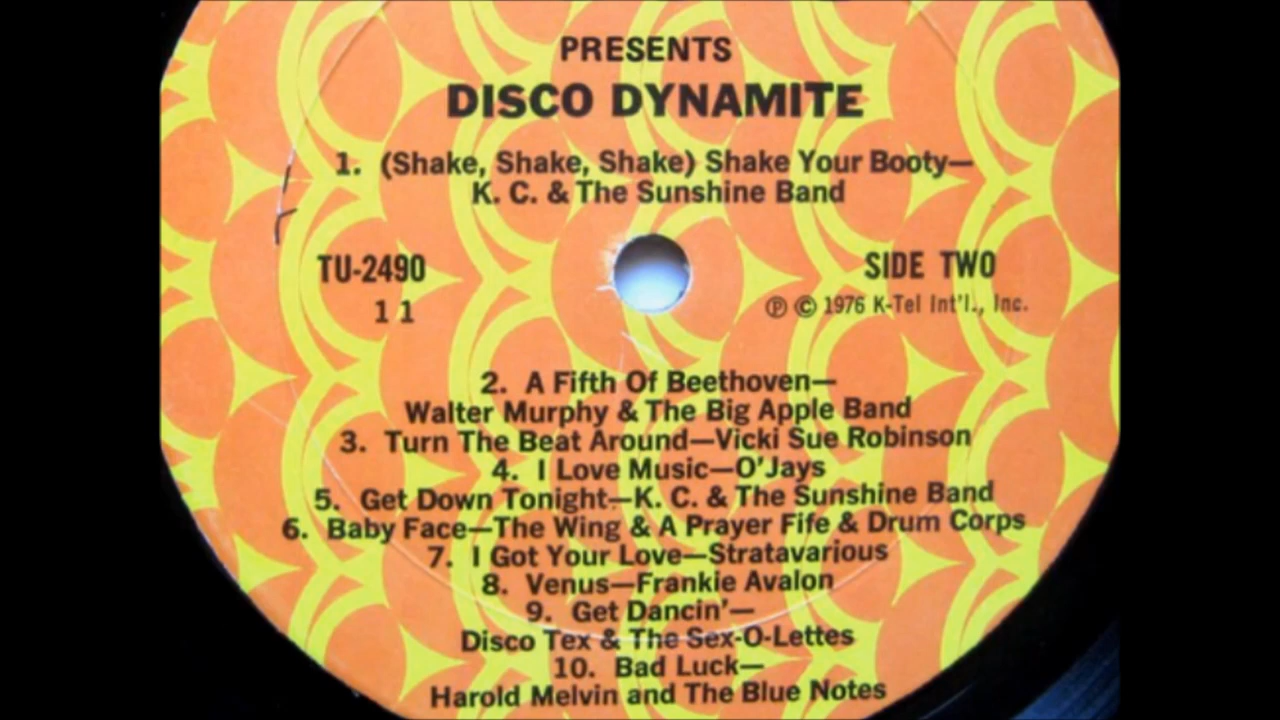 PRESENTS
DISCO DYNAMITE
1. (Shake, Shake, Shake) Shake Your Booty—
K. C. & The Sunshine Band
TU-2490
1 1
SIDE TWO
Ⓟ © 1976 K-Tel Int'l., Inc.
2. A Fifth Of Beethoven—
Walter Murphy & The Big Apple Band
3. Turn The Beat Around—Vicki Sue Robinson
4. I Love Music—O'Jays
5. Get Down Tonight—K. C. & The Sunshine Band
6. Baby Face—The Wing & A Prayer Fife & Drum Corps
7. I Got Your Love—Stratavarious
8. Venus—Frankie Avalon
9. Get Dancin'—
Disco Tex & The Sex-O-Lettes
10. Bad Luck—
Harold Melvin and The Blue Notes